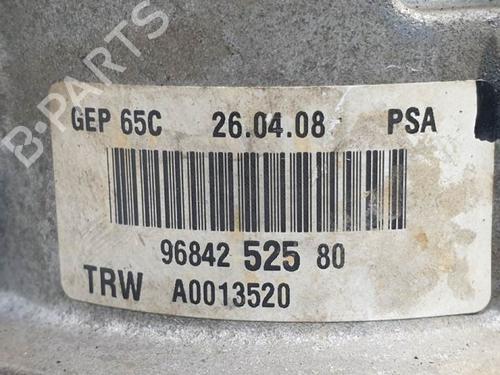 B-PARTS
GEP 65C 26.04.08 PSA
96842 525 80
TRW A0013520